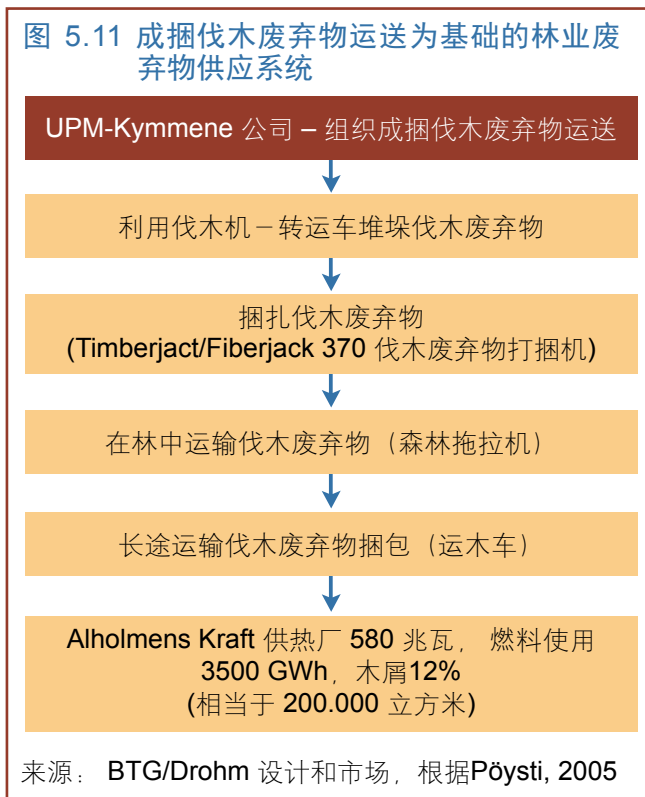 图 5.11 成捆伐木废弃物运送为基础的林业废
弃物供应系统
UPM-Kymmene 公司 – 组织成捆伐木废弃物运送
利用伐木机－转运车堆垛伐木废弃物
捆扎伐木废弃物
(Timberjact/Fiberjack 370 伐木废弃物打捆机)
在林中运输伐木废弃物（森林拖拉机）
长途运输伐木废弃物捆包（运木车）
Alholmens Kraft 供热厂 580 兆瓦， 燃料使用
3500 GWh，木屑12%
(相当于 200.000 立方米)
来源： BTG/Drohm 设计和市场，根据Pöysti, 2005